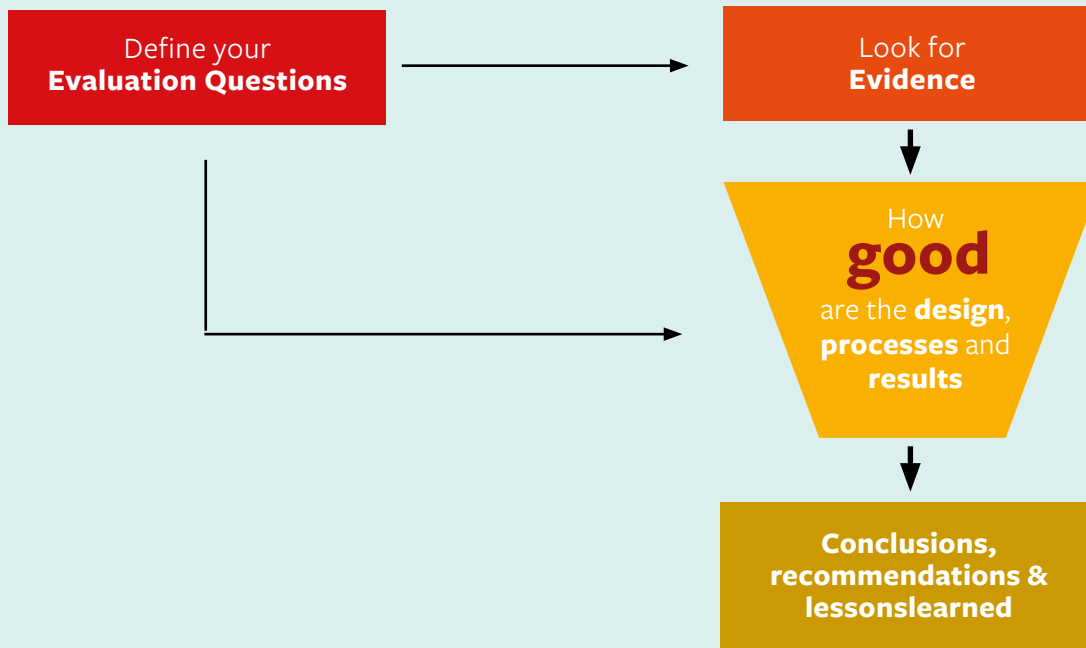 Define your
Evaluation Questions
Look for
Evidence
How
good
are the design,
processes and
results
Conclusions,
recommendations &
lessonslearned